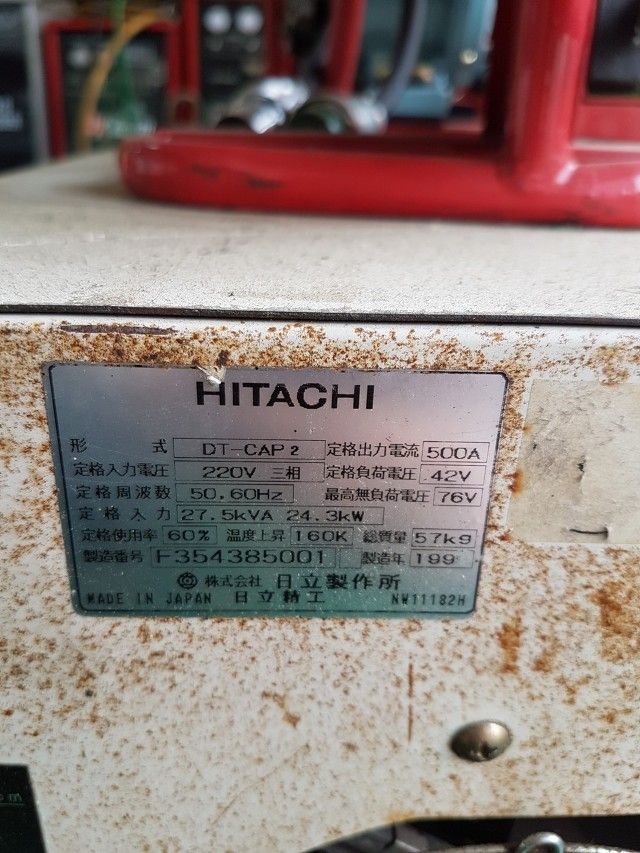 HITACHI
形 式 DT-CAP2 定格出力電流 500A
定格入力電圧 220V 三相 定格負荷電圧 42V
定格周波数 50,60Hz 最高無負荷電圧 76V
定格入力 27.5kVA 24.3kW
定格使用率 60% 温度上昇 160K 総質量 57kg
製造番号 F354385001 製造年 199
株式会社 日立製作所
MADE IN JAPAN 日立精工 NW11182H